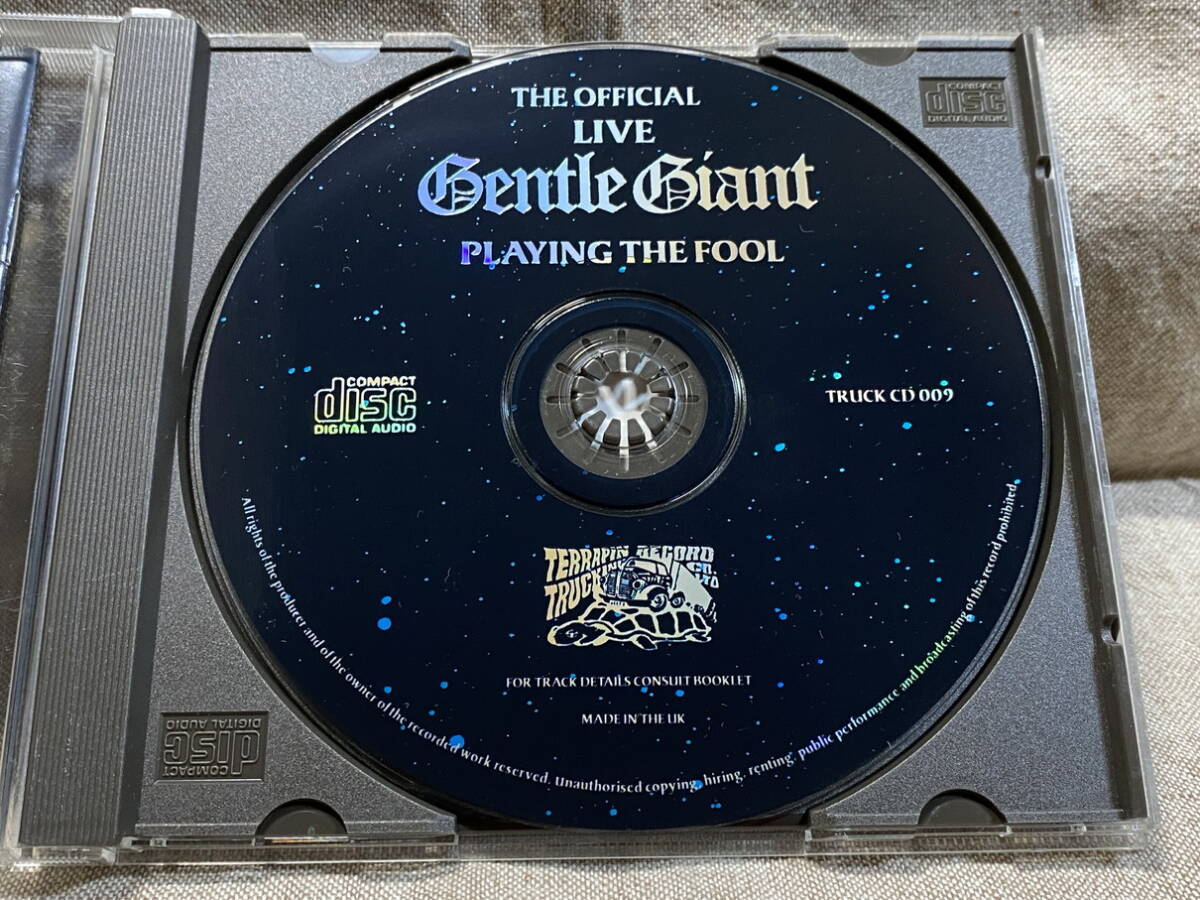 THE OFFICIAL
LIVE
Gentle Giant
PLAYING THE FOOL
COMPACT
disc
DIGITAL AUDIO
TRUCK CD 009
TERRAPIN RECORD
TRUCKING CO. LTD
FOR TRACK DETAILS CONSULT BOOKLET
MADE IN THE UK
All rights of the producer and of the owner of the recorded work reserved. Unauthorised copying, hiring, renting, public performance and broadcasting of this record prohibited
COMPACT
disc
DIGITAL AUDIO
COMPACT
disc
DIGITAL AUDIO